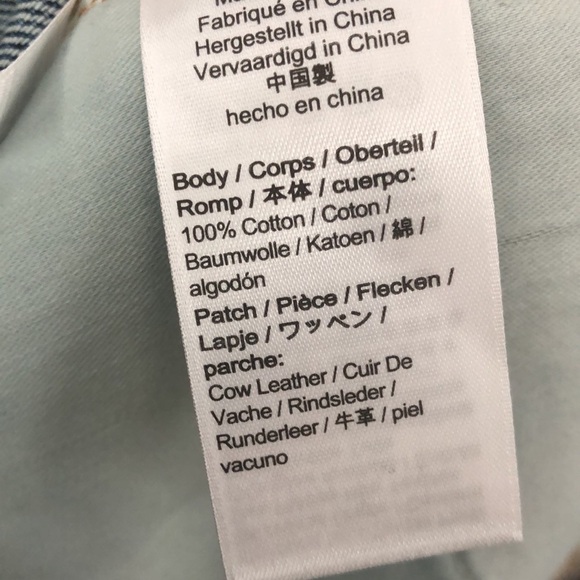 Fabriqué en
Hergestellt in China
Vervaardigd in China
中国製
hecho en china
Body / Corps / Oberteil /
Romp / 本体 / cuerpo:
100% Cotton / Coton /
Baumwolle / Katoen / 綿 /
algodón
Patch / Pièce / Flecken /
Lapje / ワッペン /
parche:
Cow Leather / Cuir De
Vache / Rindsleder /
Runderleer / 牛革 / piel
vacuno